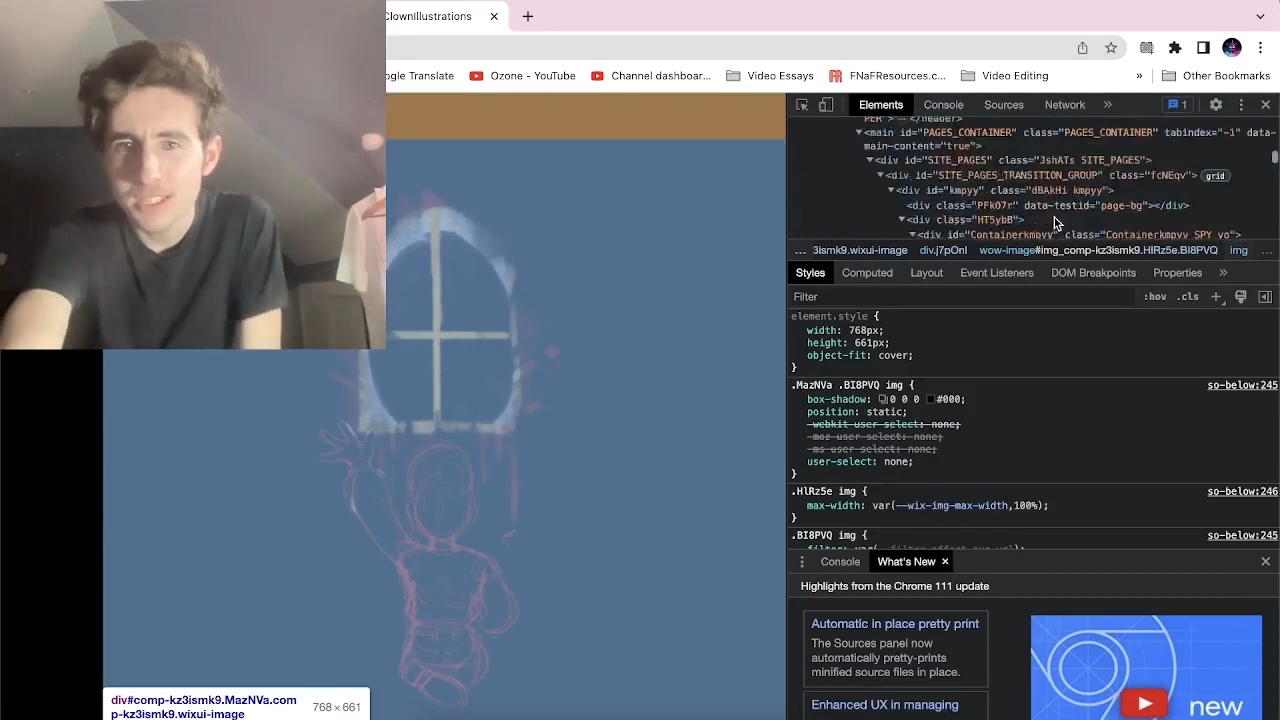 Clownillustrations
gle Translate
Ozone - YouTube
Channel dashboar...
Video Essays
FNaFResources.c...
Video Editing
»
Other Bookmarks
Elements
Console
Sources
Network
»
1
<main id="PAGES_CONTAINER" class="PAGES_CONTAINER" tabindex="-1" data-
main-content="true">
<div id="SITE_PAGES" class="JshATs SITE_PAGES">
grid
<div id="kmpyy" class="dBAkHi kmpyy">
<div class="PFK07r" data-testid="page-bg"></div>
<div class="HT5ybB">
<div id="Containerkmpyy" class="Containerkmpyy SPY_vo">
3ismk9.wixui-image
div.j7pOnl
wow-image#img_comp-kz3ismk9.HlRz5e.BI8PVQ
img
Styles
Computed
Layout
Event Listeners
DOM Breakpoints
Properties
»
Filter
:hov
.cls
element.style {
width: 768px;
height: 661px;
object-fit: cover;
}
.MazNVa .BI8PVQ img {
so-below:245
box-shadow: 0 0 0 #000;
position: static;
-webkit-user-select: none;
-moz-user-select: none;
-ms-user-select: none;
user-select: none;
}
.HlRz5e img {
so-below:246
max-width: var(--wix-img-max-width,100%);
}
.BI8PVQ img {
so-below:245
Console
What's New
Highlights from the Chrome 111 update
Automatic in place pretty print
The Sources panel now
automatically pretty-prints
minified source files in place.
Enhanced UX in managing
new
div#comp-kz3ismk9.MazNVa.com
p-kz3ismk9.wixui-image
768 × 661